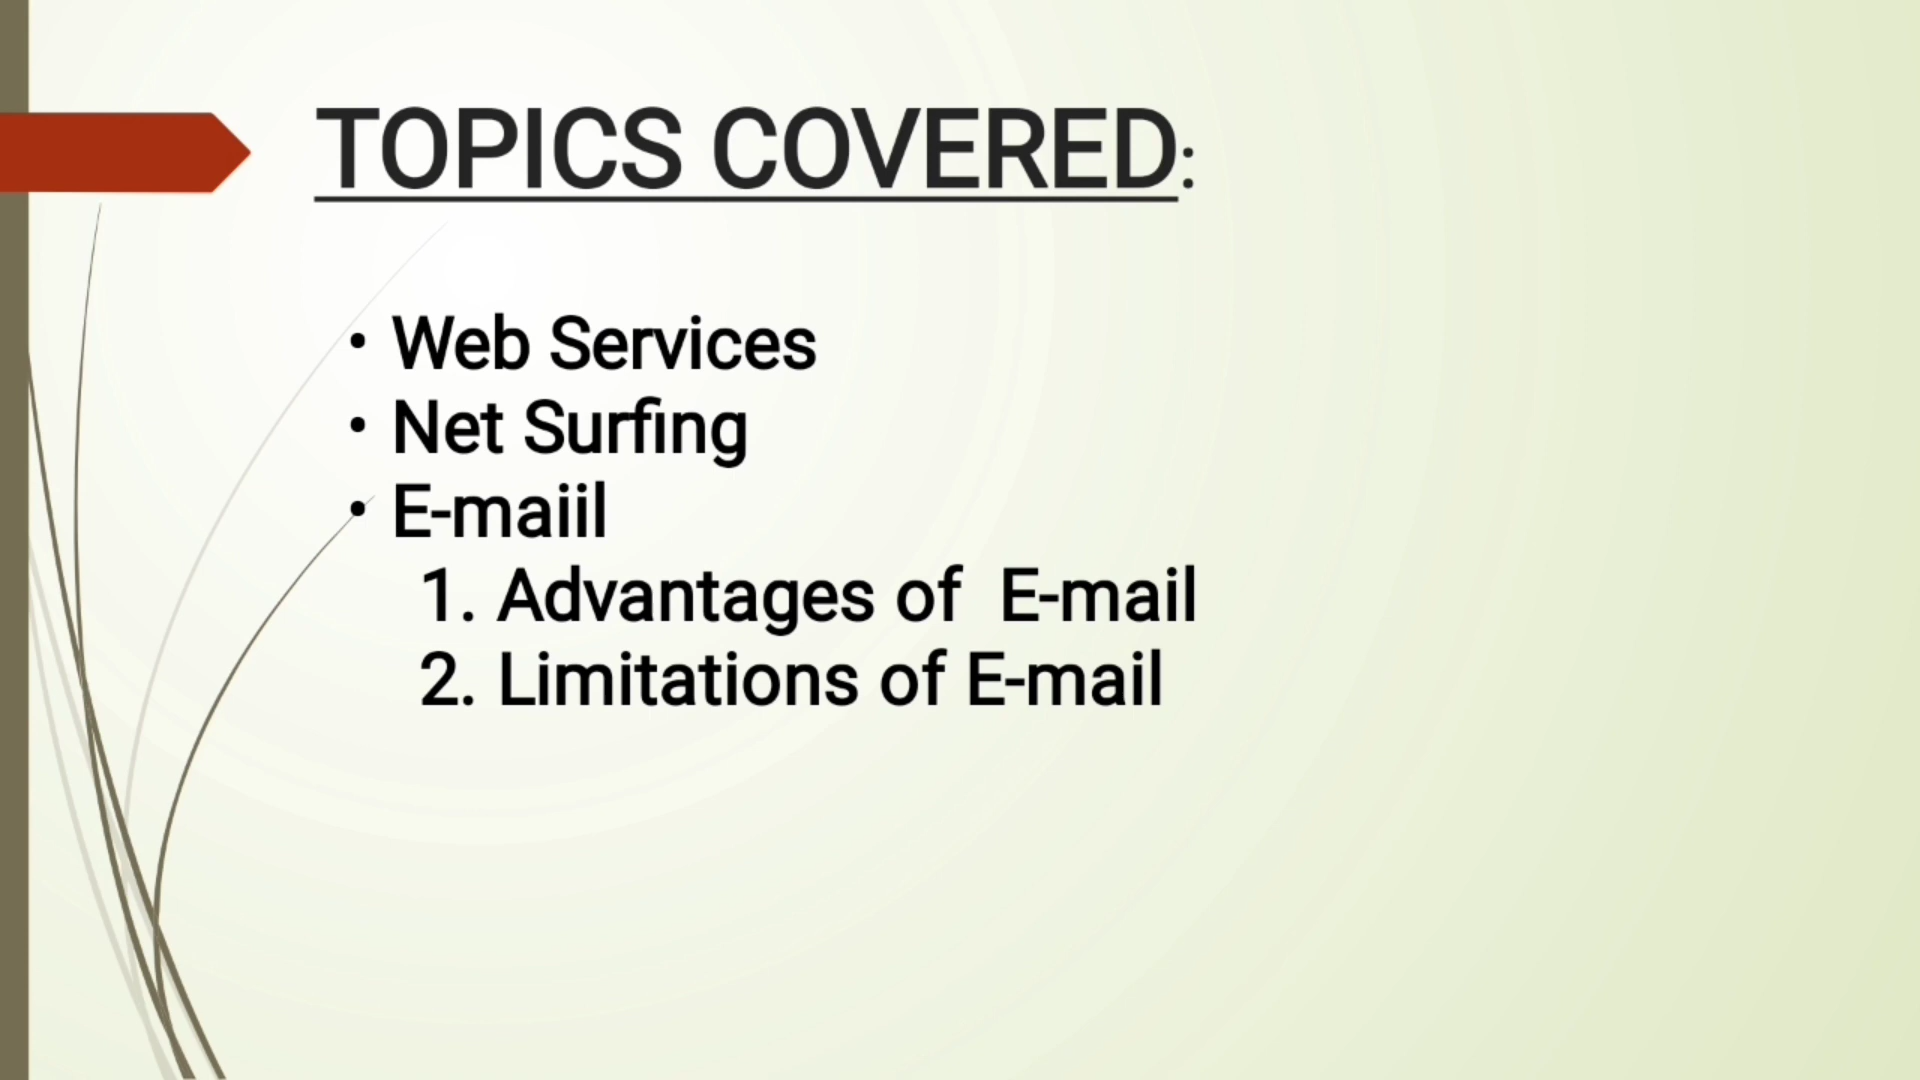 TOPICS COVERED:
• Web Services
• Net Surfing
• E-maiil
1. Advantages of  E-mail
2. Limitations of E-mail